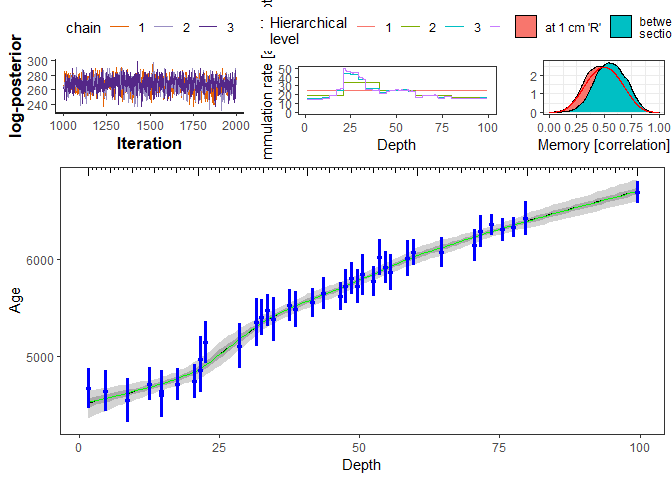 chain 1 2 3
log-posterior
300
280
260
240
1000 1250 1500 1750 2000
Iteration
Hierarchical
level
1 2 3
50
40
30
20
10
0
0 25 50 75 100
Depth
at 1 cm 'R'
betwe
sectio
2
1
0
0.00 0.25 0.50 0.75 1.00
Memory [correlation]
Age
6000
5000
0 25 50 75 100
Depth